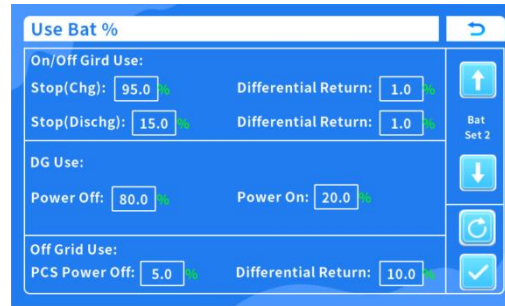 Use Bat %
On/Off Gird Use:
Stop(Chg): 95.0 % Differential Return: 1.0 %
Stop(Dischg): 15.0 % Differential Return: 1.0 %
Bat
Set 2
DG Use:
Power Off: 80.0 % Power On: 20.0 %
Off Grid Use:
PCS Power Off: 5.0 % Differential Return: 10.0 %